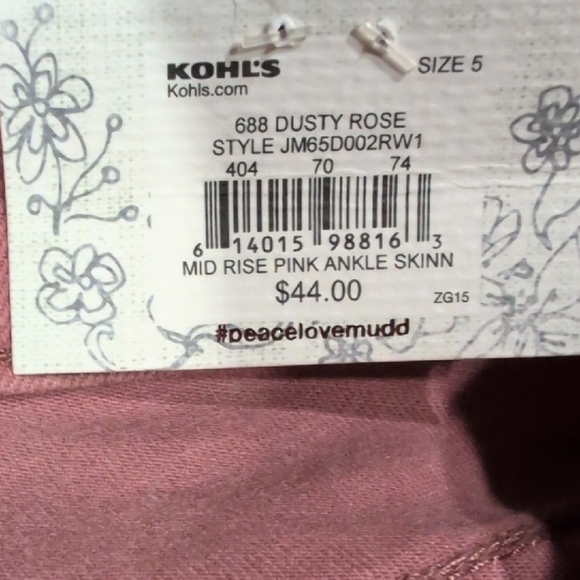 KOHL'S
SIZE 5
Kohls.com
688 DUSTY ROSE
STYLE JM65D002RW1
404 70 74
6 14015 98816 3
MID RISE PINK ANKLE SKINN
$44.00
ZG15
#peacelovemudd